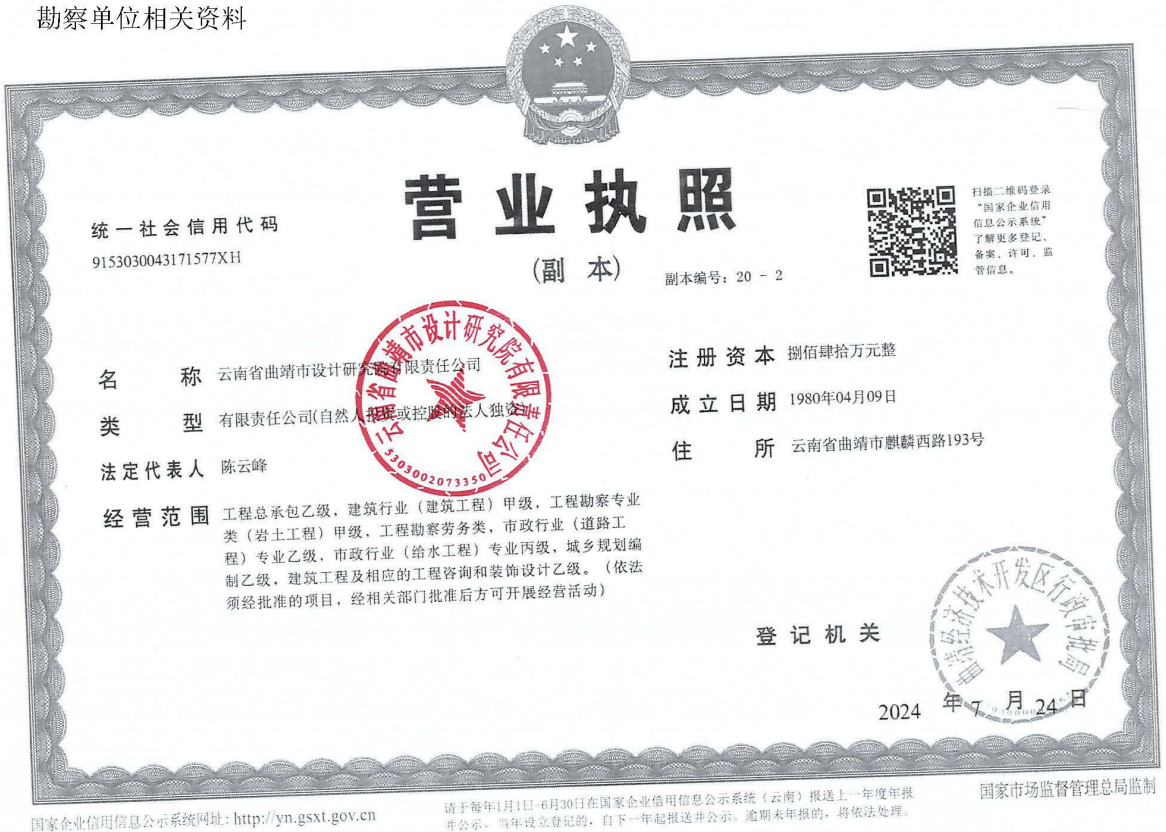 勘察单位相关资料
营业执照
(副 本)
副本编号：20 - 2
统一社会信用代码
9153030043171577XH
扫描二维码登录
“国家企业信用
信息公示系统”
了解更多登记、
备案、许可、监
管信息。
名 称 云南省曲靖市设计研究院有限责任公司
类 型 有限责任公司(自然人投资或控股的法人独资)
法定代表人 陈云峰
经营范围 工程总承包乙级，建筑行业（建筑工程）甲级，工程勘察专业
类（岩土工程）甲级，工程勘察劳务类，市政行业（道路工
程）专业乙级，市政行业（给水工程）专业丙级，城乡规划编
制乙级，建筑工程及相应的工程咨询和装饰设计乙级。（依法
须经批准的项目，经相关部门批准后方可开展经营活动）
注册资本 捌佰肆拾万元整
成立日期 1980年04月09日
住 所 云南省曲靖市麒麟西路193号
云南省曲靖市设计研究院有限责任公司
5303002073350
登记机关
曲靖经济技术开发区行政审批局
2024 年 7 月 24 日
国家企业信用信息公示系统网址：http://yn.gsxt.gov.cn
请于每年1月1日-6月30日在国家企业信用信息公示系统（云南）报送上一年度年报
并公示。当年设立登记的，自下一年起报送并公示。逾期未年报的，将依法处理。
国家市场监督管理总局监制